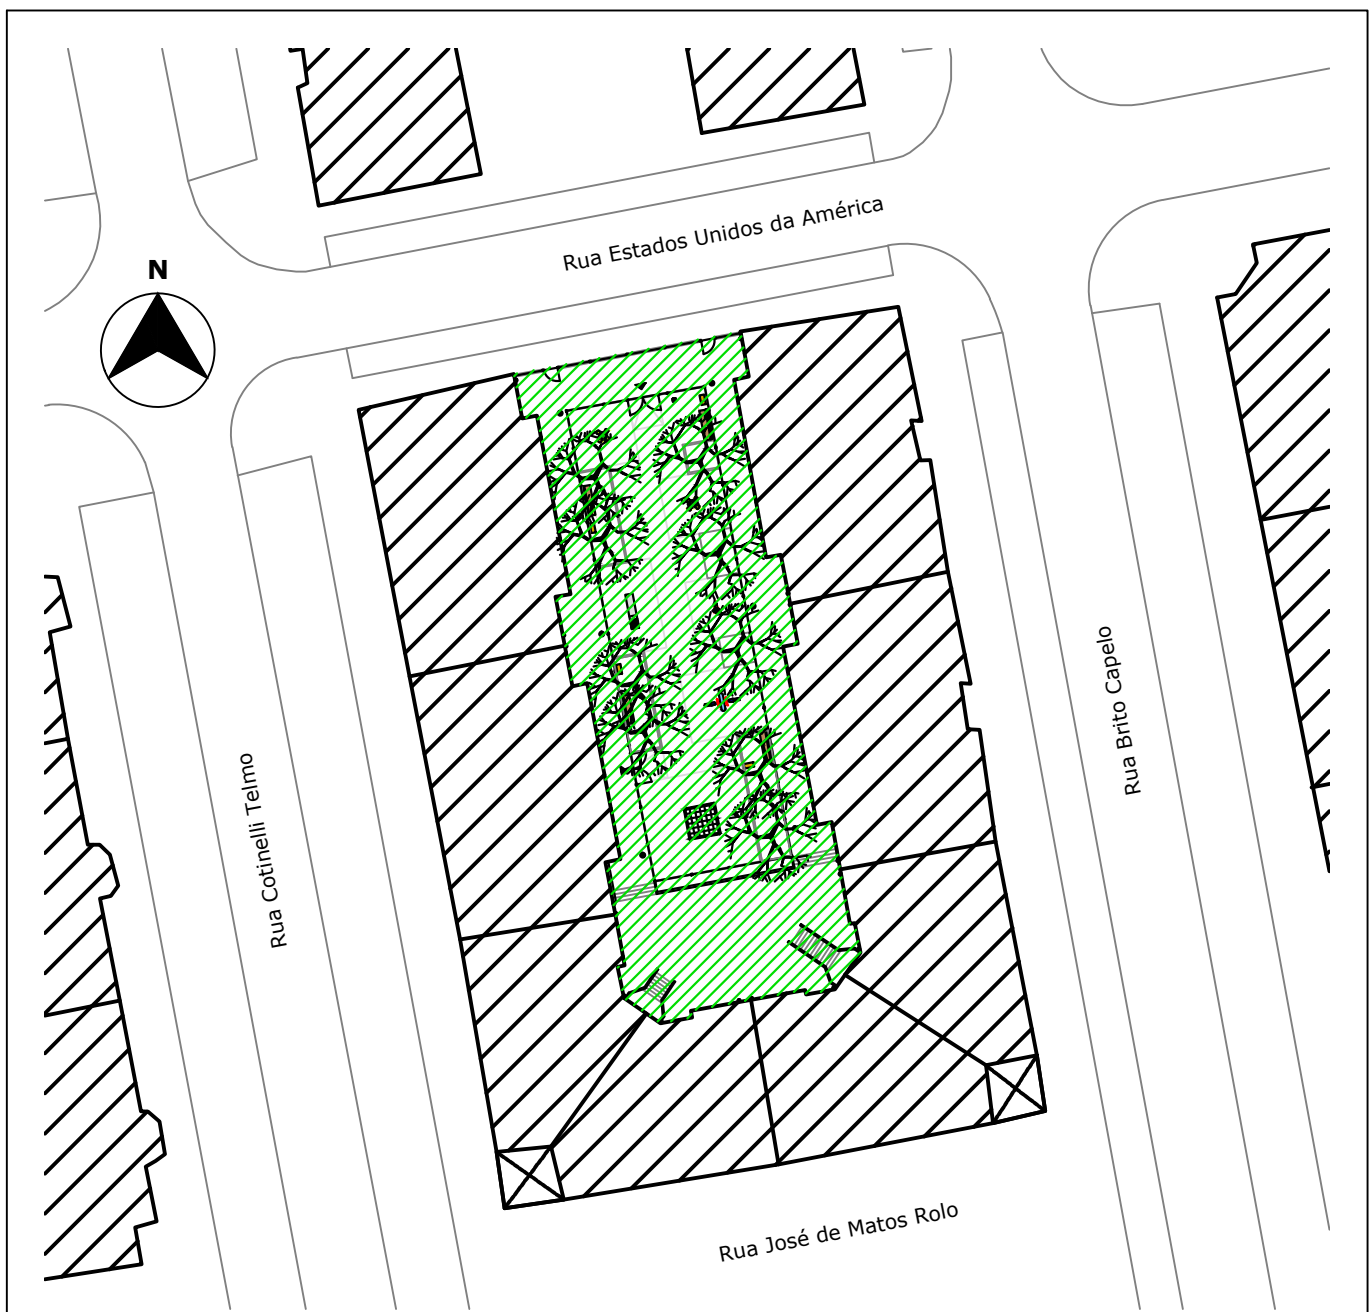 Rua Estados Unidos da América
N
Rua Brito Capelo
Rua Cotinelli Telmo
Rua José de Matos Rolo